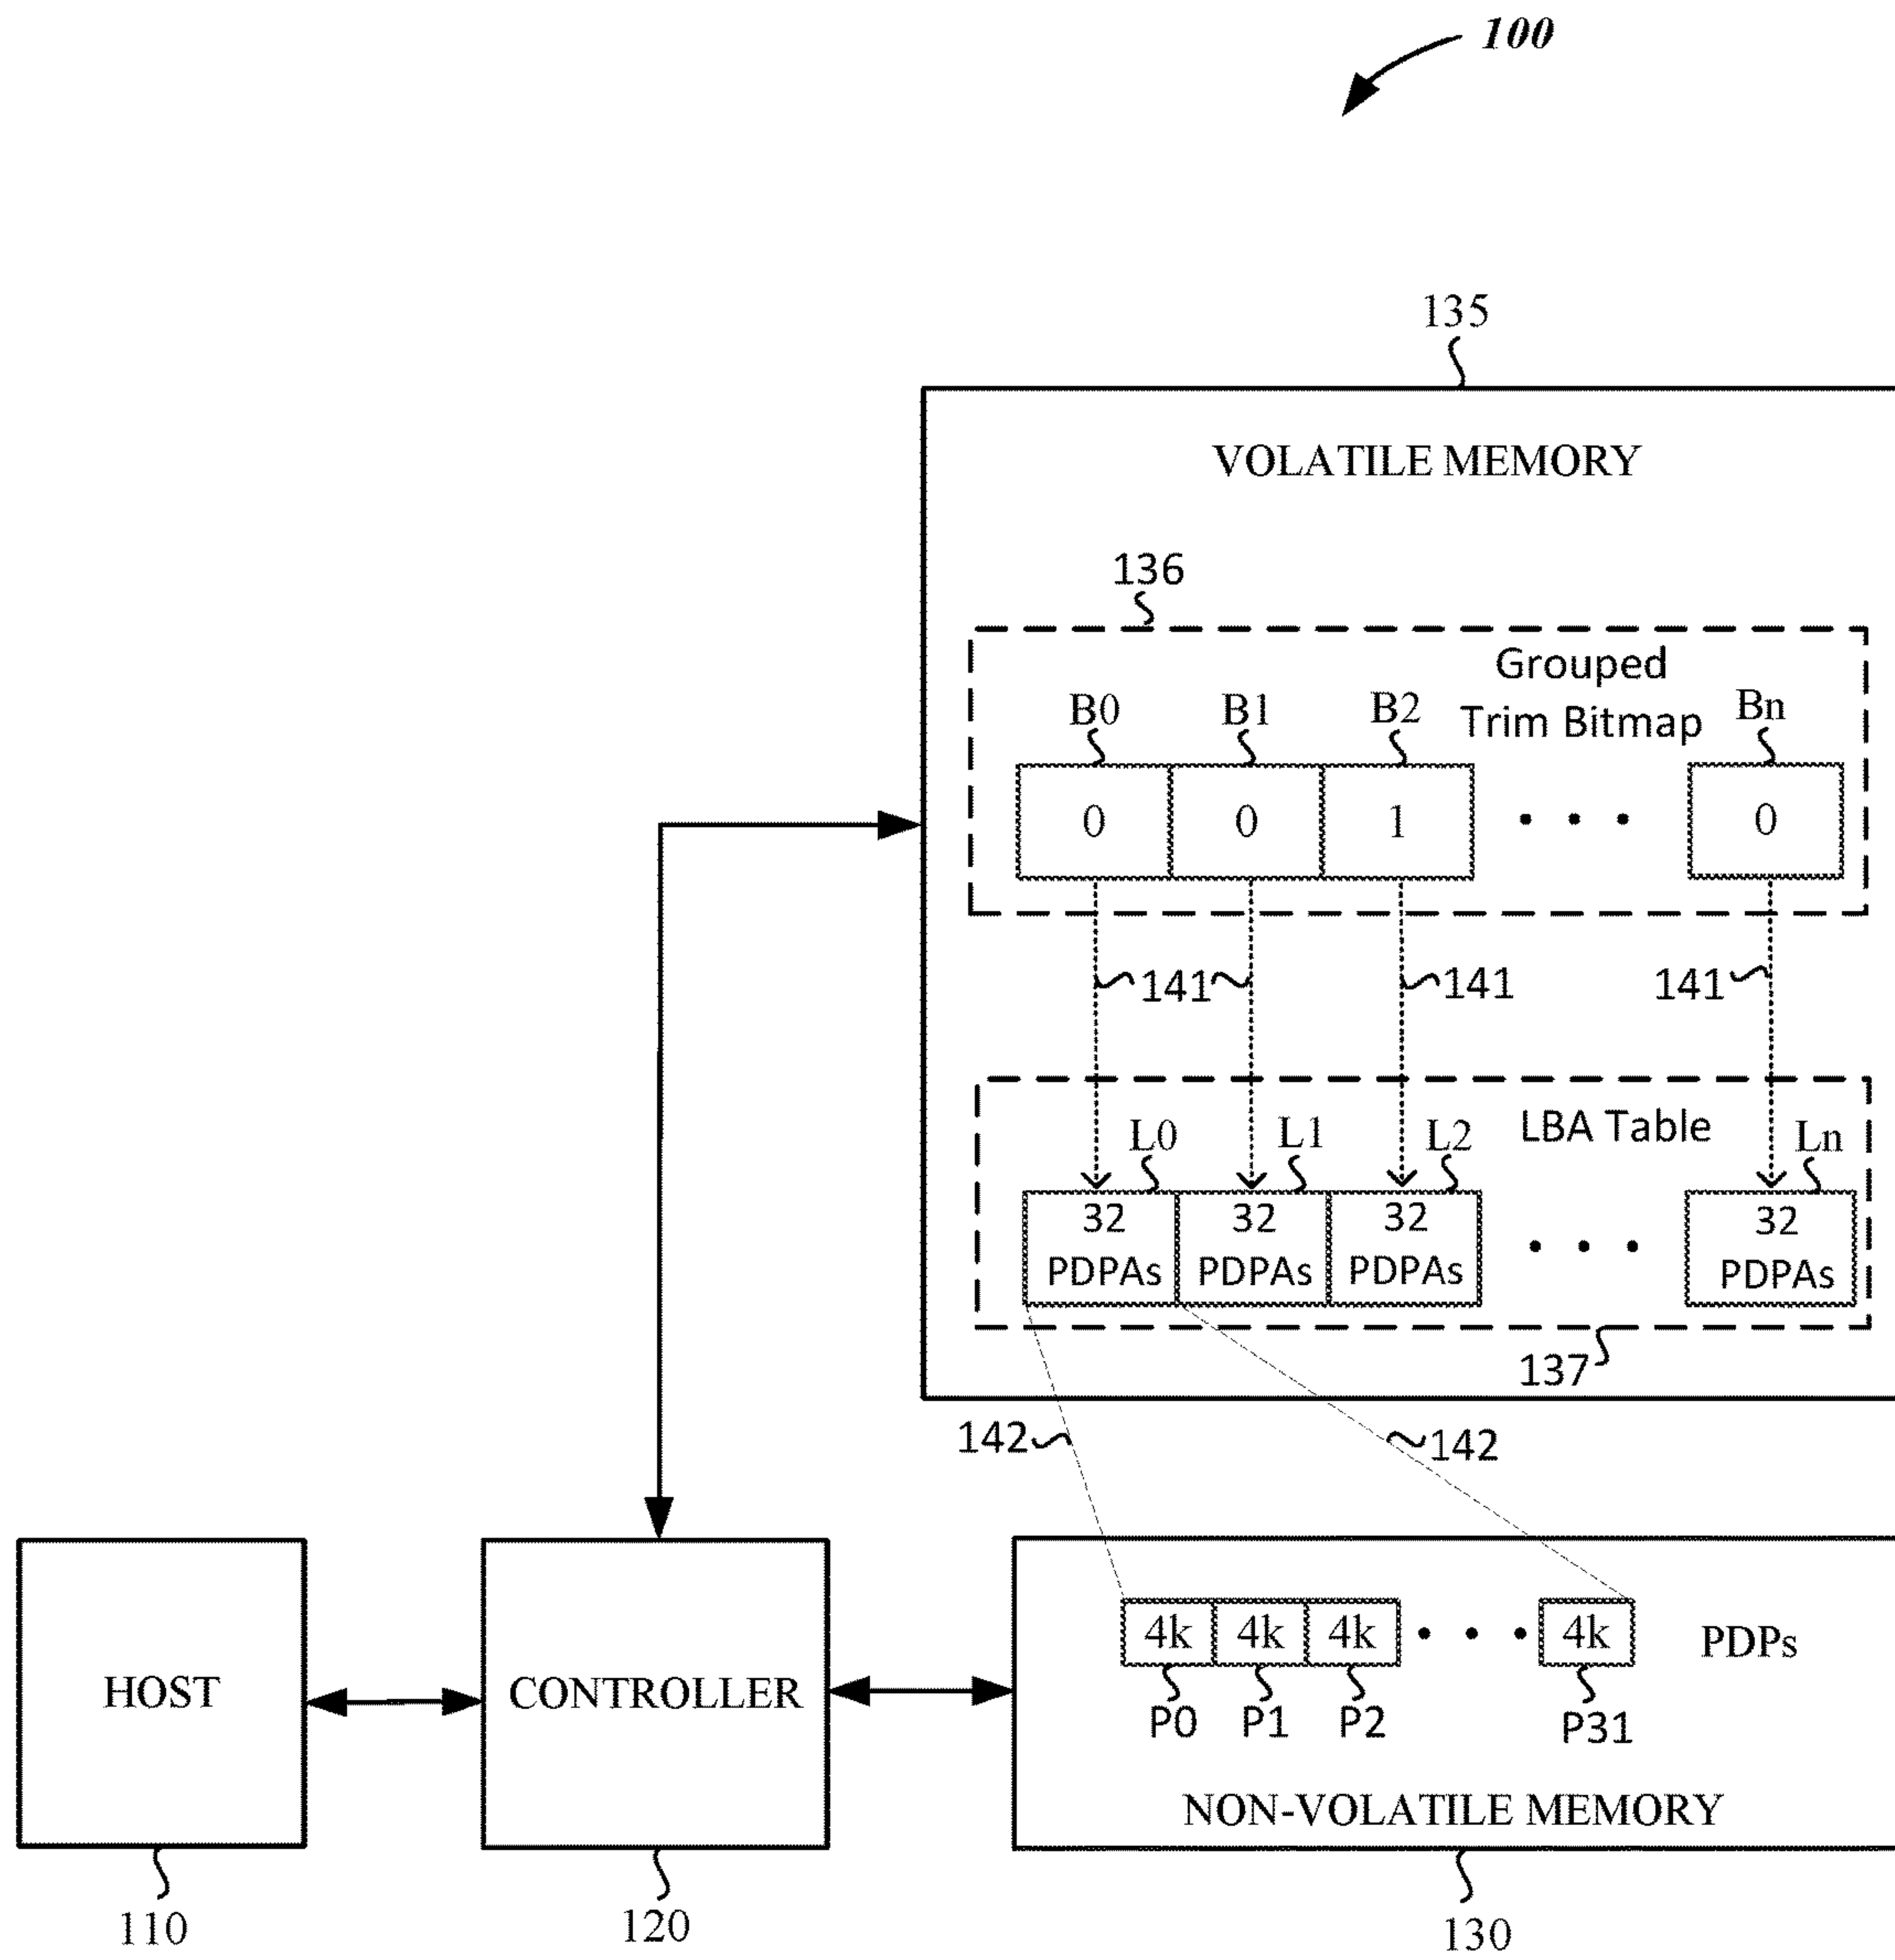 100
135
VOLATILE MEMORY
136
Grouped
Trim Bitmap
B0 B1 B2 Bn
0 0 1 • • • 0
141 141 141
LBA Table
L0 L1 L2 Ln
32 32 32 • • • 32
PDPAs PDPAs PDPAs PDPAs
137
142 142
4k 4k 4k • • • 4k PDPs
P0 P1 P2 P31
HOST CONTROLLER
NON-VOLATILE MEMORY
110 120 130